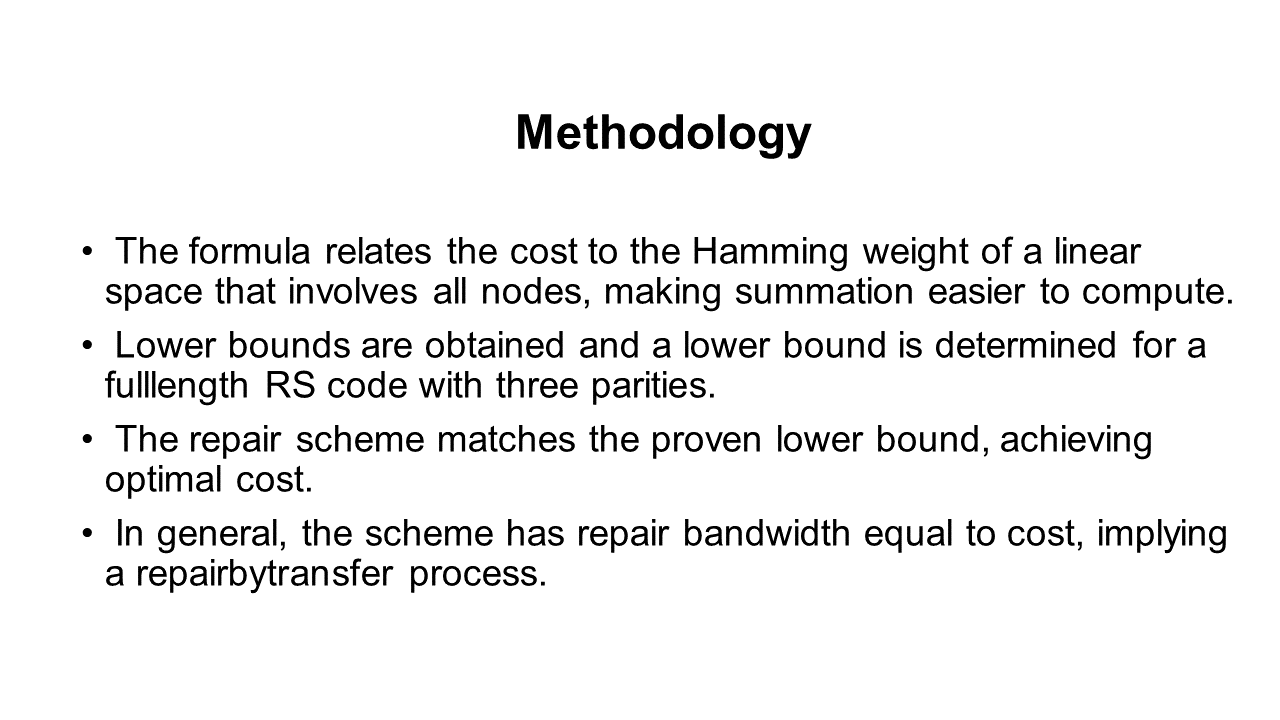 Methodology
• The formula relates the cost to the Hamming weight of a linear
space that involves all nodes, making summation easier to compute.
• Lower bounds are obtained and a lower bound is determined for a
fulllength RS code with three parities.
• The repair scheme matches the proven lower bound, achieving
optimal cost.
• In general, the scheme has repair bandwidth equal to cost, implying
a repairbytransfer process.